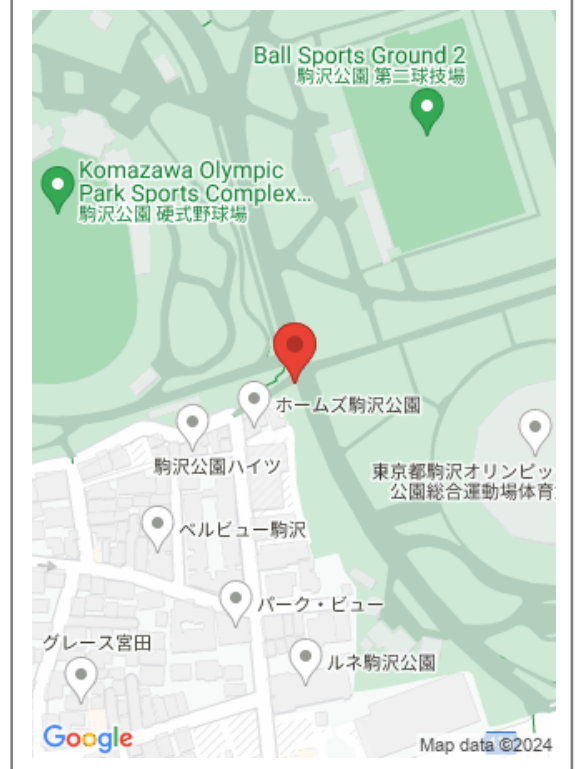 Ball Sports Ground 2
駒沢公園 第二球技場
Komazawa Olympic
Park Sports Complex...
駒沢公園 硬式野球場
ホームズ駒沢公園
駒沢公園ハイツ
東京都駒沢オリンピッ
公園総合運動場体育
ベルビュー駒沢
パーク・ビュー
グレース宮田
ルネ駒沢公園
Google
Map data ©2024